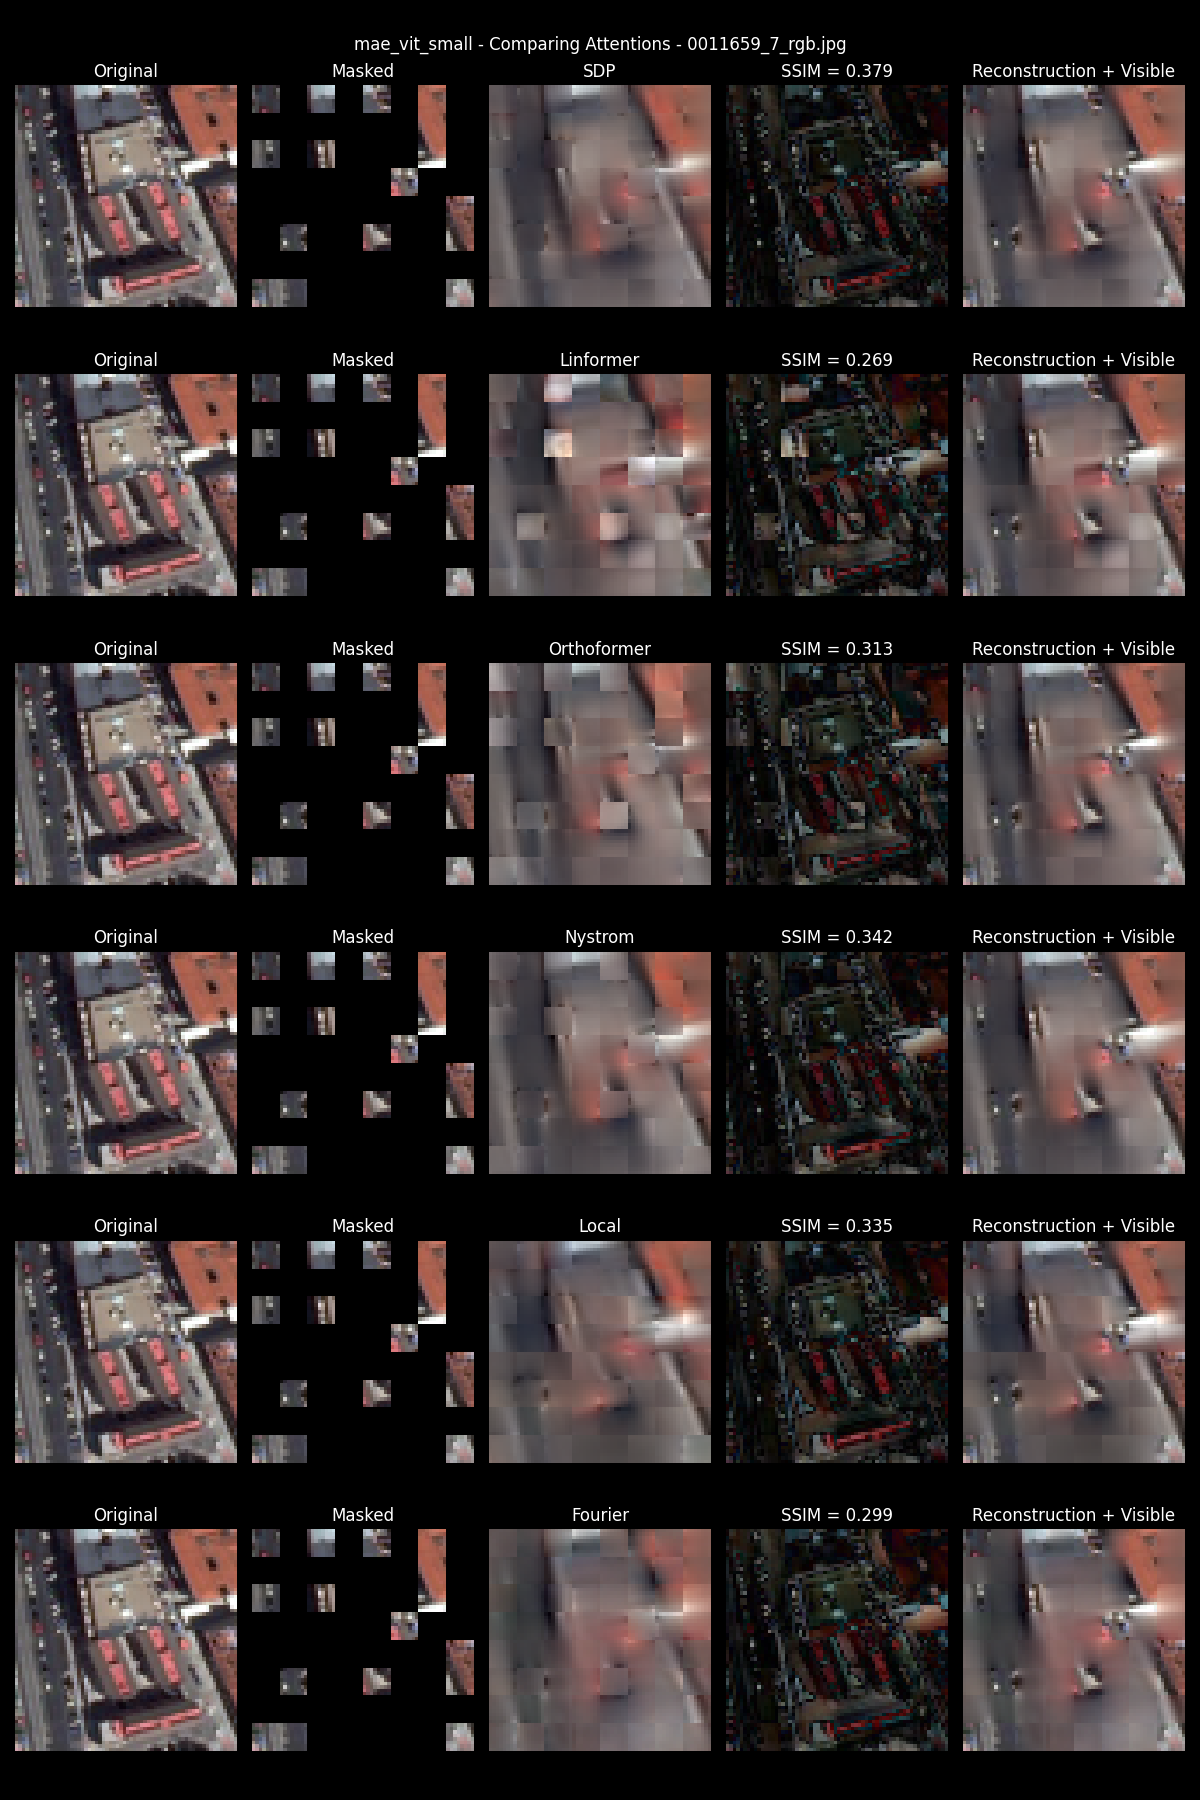 mae_vit_small - Comparing Attentions - 0011659_7_rgb.jpg
Original Masked SDP SSIM = 0.379 Reconstruction + Visible
Original Masked Linformer SSIM = 0.269 Reconstruction + Visible
Original Masked Orthoformer SSIM = 0.313 Reconstruction + Visible
Original Masked Nystrom SSIM = 0.342 Reconstruction + Visible
Original Masked Local SSIM = 0.335 Reconstruction + Visible
Original Masked Fourier SSIM = 0.299 Reconstruction + Visible